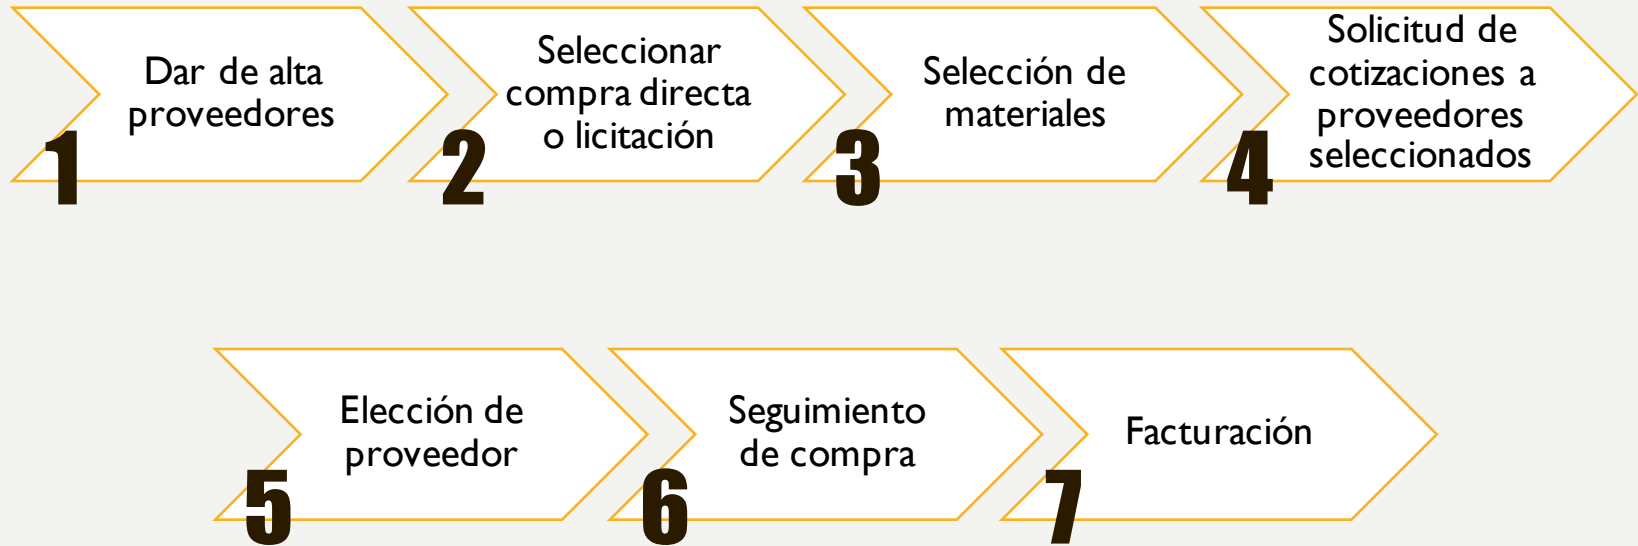 Dar de alta
proveedores
1
Seleccionar
compra directa
o licitación
2
Selección de
materiales
3
Solicitud de
cotizaciones a
proveedores
seleccionados
4
Elección de
proveedor
5
Seguimiento
de compra
6
Facturación
7